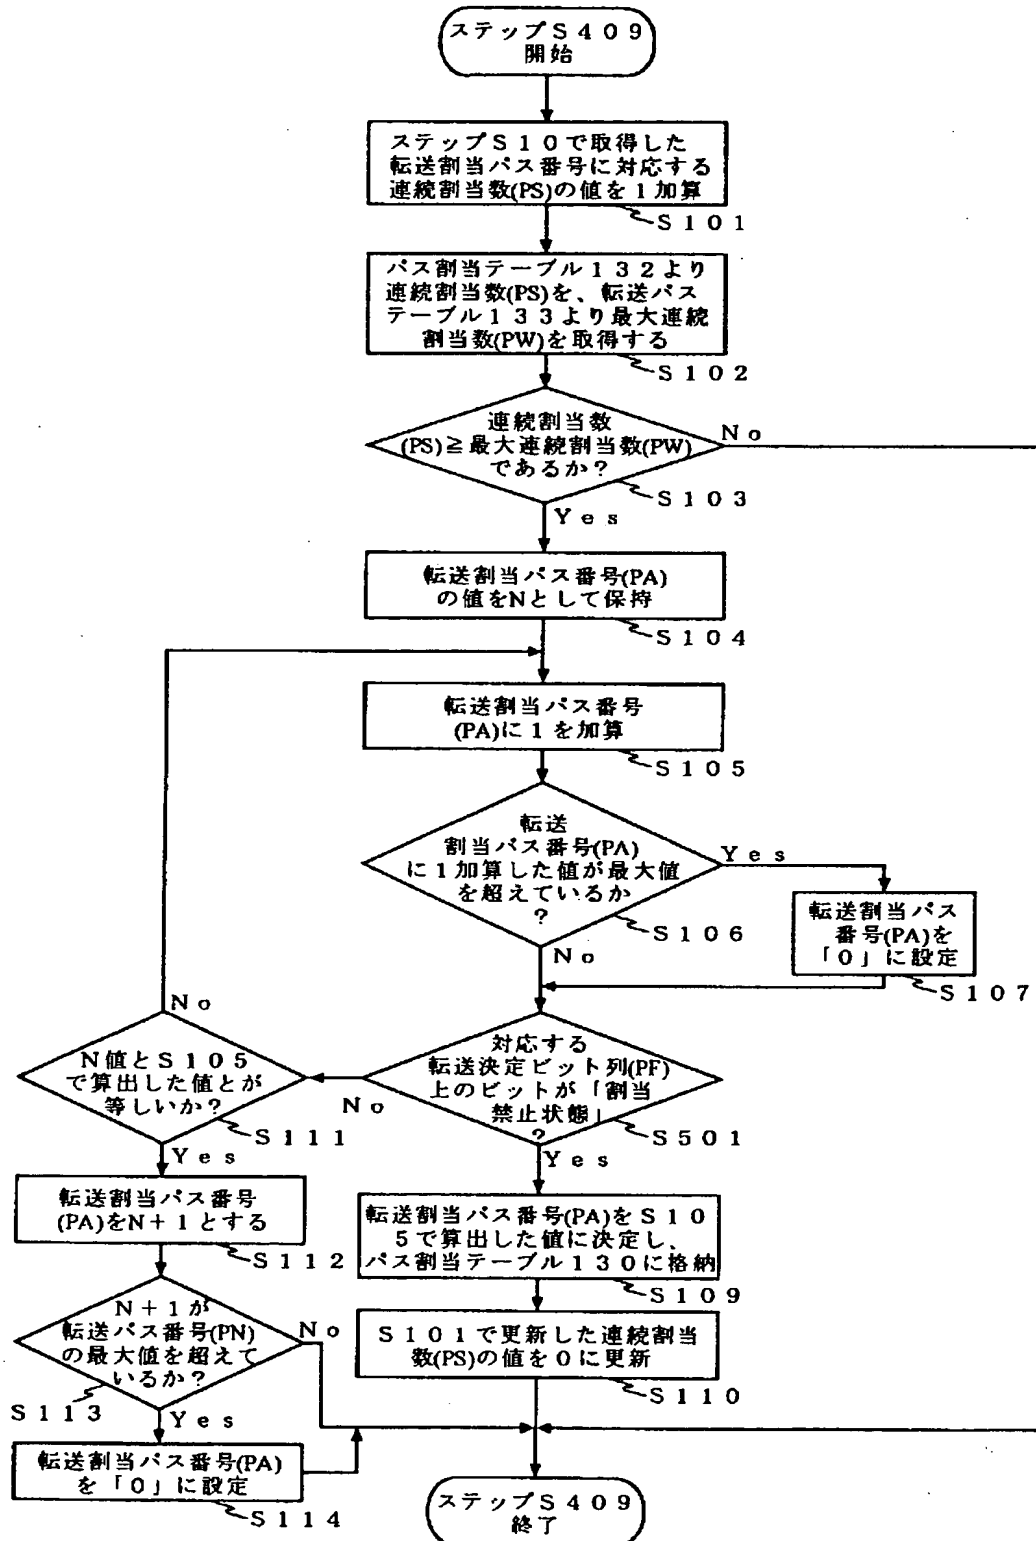 ステップS409
開始
ステップS10で取得した
転送割当パス番号に対応する
連続割当数(PS)の値を1加算
S101
パス割当テーブル132より
連続割当数(PS)を、転送パス
テーブル133より最大連続
割当数(PW)を取得する
S102
連続割当数
(PS)≧最大連続割当数(PW)
であるか?
No
S103
Yes
転送割当パス番号(PA)
の値をNとして保持
S104
転送割当パス番号
(PA)に1を加算
S105
転送
割当パス番号(PA)
に1加算した値が最大値
を超えているか
?
Yes
S106
No
転送割当パス
番号(PA)を
「0」に設定
S107
対応する
転送決定ビット列(PF)
上のビットが「割当
禁止状態」
?
No
S501
Yes
No
N値とS105
で算出した値とが
等しいか?
S111
Yes
転送割当パス番号
(PA)をN+1とする
S112
転送割当パス番号(PA)をS10
5で算出した値に決定し、
パス割当テーブル130に格納
S109
N+1が
転送パス番号(PN)
の最大値を超えて
いるか?
No
S113
Yes
S101で更新した連続割当
数(PS)の値を0に更新
S110
転送割当パス番号(PA)
を「0」に設定
S114
ステップS409
終了